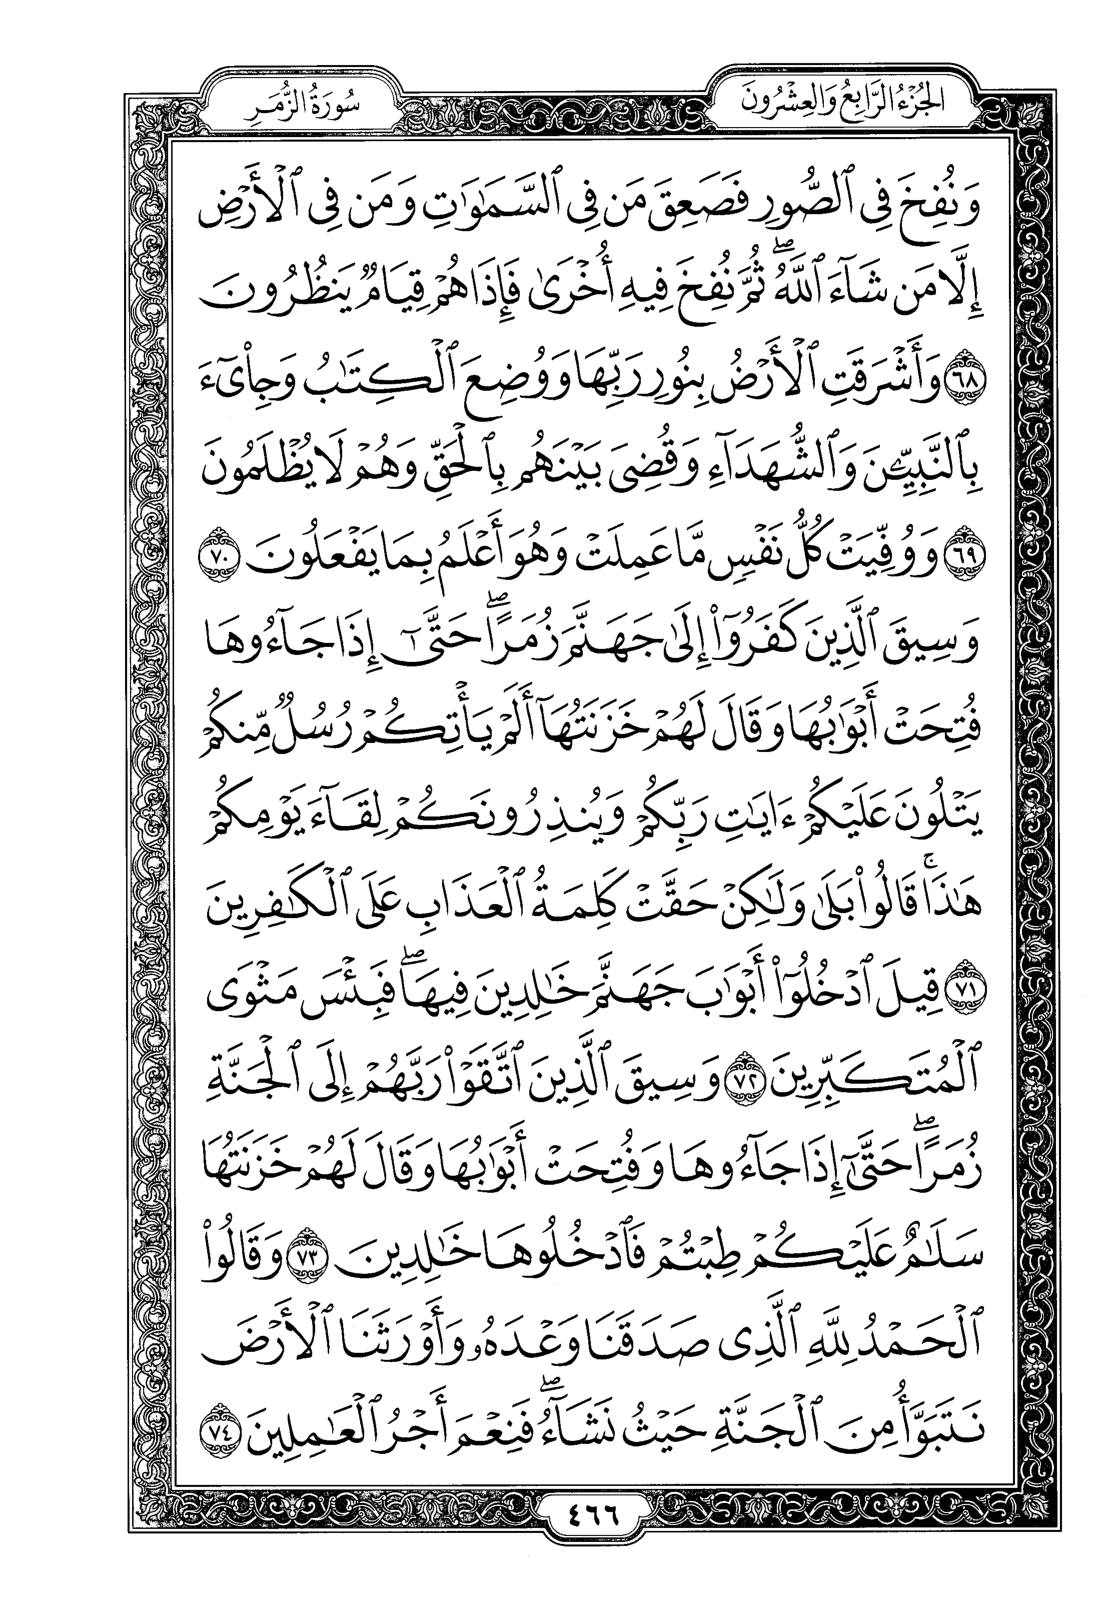 الجُزْءُ الرَّابِعُ وَالعِشْرُونَ
سُورَةُ الزُّمَرِ
وَنُفِخَ فِي ٱلصُّورِ فَصَعِقَ مَن فِي ٱلسَّمَٰوَٰتِ وَمَن فِي ٱلْأَرْضِ
إِلَّا مَن شَآءَ ٱللَّهُۖ ثُمَّ نُفِخَ فِيهِ أُخْرَىٰ فَإِذَا هُمْ قِيَامٌ يَنظُرُونَ
٦٨ وَأَشْرَقَتِ ٱلْأَرْضُ بِنُورِ رَبِّهَا وَوُضِعَ ٱلْكِتَٰبُ وَجِا۟ىٓءَ
بِٱلنَّبِيِّـۧنَ وَٱلشُّهَدَآءِ وَقُضِىَ بَيْنَهُم بِٱلْحَقِّ وَهُمْ لَا يُظْلَمُونَ
٦٩ وَوُفِّيَتْ كُلُّ نَفْسٍ مَّا عَمِلَتْ وَهُوَ أَعْلَمُ بِمَا يَفْعَلُونَ ٧٠
وَسِيقَ ٱلَّذِينَ كَفَرُوٓا۟ إِلَىٰ جَهَنَّمَ زُمَرًاۖ حَتَّىٰٓ إِذَا جَآءُوهَا
فُتِحَتْ أَبْوَٰبُهَا وَقَالَ لَهُمْ خَزَنَتُهَآ أَلَمْ يَأْتِكُمْ رُسُلٌ مِّنكُمْ
يَتْلُونَ عَلَيْكُمْ ءَايَٰتِ رَبِّكُمْ وَيُنذِرُونَكُمْ لِقَآءَ يَوْمِكُمْ
هَٰذَاۚ قَالُوا۟ بَلَىٰ وَلَٰكِنْ حَقَّتْ كَلِمَةُ ٱلْعَذَابِ عَلَى ٱلْكَٰفِرِينَ
٧١ قِيلَ ٱدْخُلُوٓا۟ أَبْوَٰبَ جَهَنَّمَ خَٰلِدِينَ فِيهَاۖ فَبِئْسَ مَثْوَى
ٱلْمُتَكَبِّرِينَ ٧٢ وَسِيقَ ٱلَّذِينَ ٱتَّقَوْا۟ رَبَّهُمْ إِلَى ٱلْجَنَّةِ
زُمَرًاۖ حَتَّىٰٓ إِذَا جَآءُوهَا وَفُتِحَتْ أَبْوَٰبُهَا وَقَالَ لَهُمْ خَزَنَتُهَا
سَلَٰمٌ عَلَيْكُمْ طِبْتُمْ فَٱدْخُلُوهَا خَٰلِدِينَ ٧٣ وَقَالُوا۟
ٱلْحَمْدُ لِلَّهِ ٱلَّذِى صَدَقَنَا وَعْدَهُۥ وَأَوْرَثَنَا ٱلْأَرْضَ
نَتَبَوَّأُ مِنَ ٱلْجَنَّةِ حَيْثُ نَشَآءُۖ فَنِعْمَ أَجْرُ ٱلْعَٰمِلِينَ ٧٤
٤٦٦